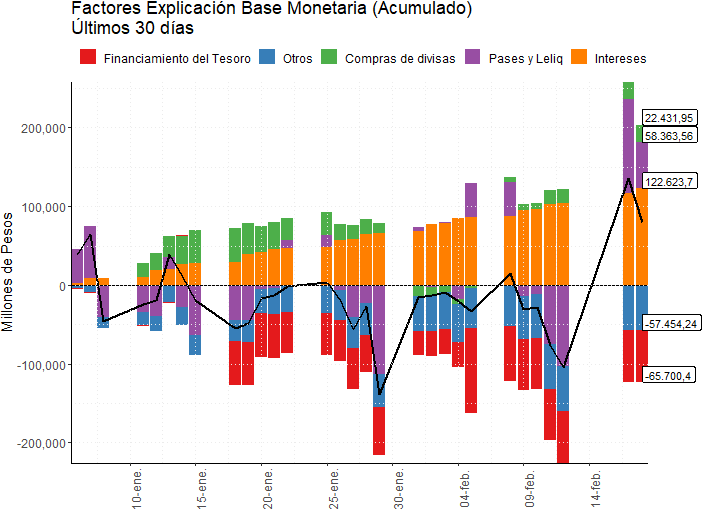 Factores Explicación Base Monetaria (Acumulado)
Últimos 30 días
Financiamiento del Tesoro Otros Compras de divisas Pases y Leliq Intereses
Millones de Pesos
200,000
100,000
0
-100,000
-200,000
22.431,95
58.363,56
122.623,7
-57.454,24
-65.700,4
10-ene.
15-ene.
20-ene.
25-ene.
30-ene.
04-feb.
09-feb.
14-feb.